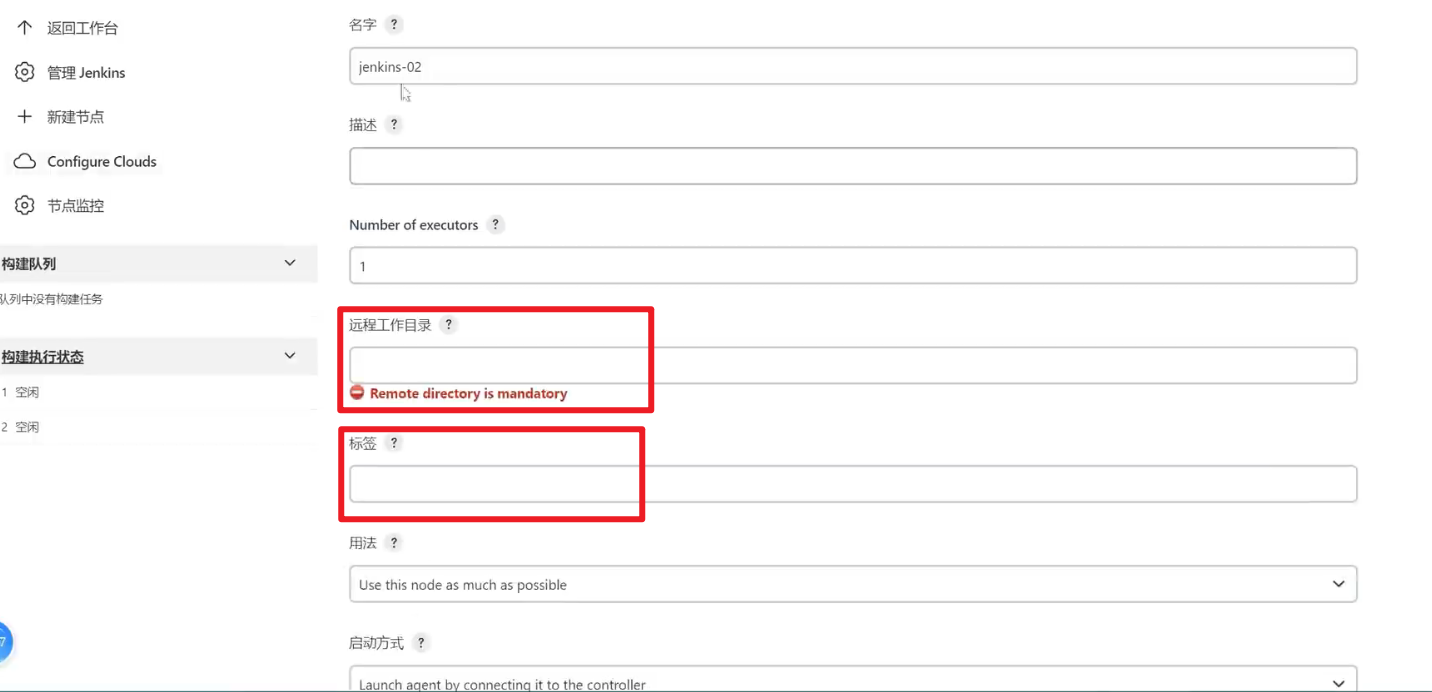 返回工作台
管理 Jenkins
新建节点
Configure Clouds
节点监控
构建队列
队列中没有构建任务
构建执行状态
1 空闲
2 空闲
名字 ?
jenkins-02
描述 ?
Number of executors ?
1
远程工作目录 ?
Remote directory is mandatory
标签 ?
用法 ?
Use this node as much as possible
启动方式 ?
Launch agent by connecting it to the controller
7